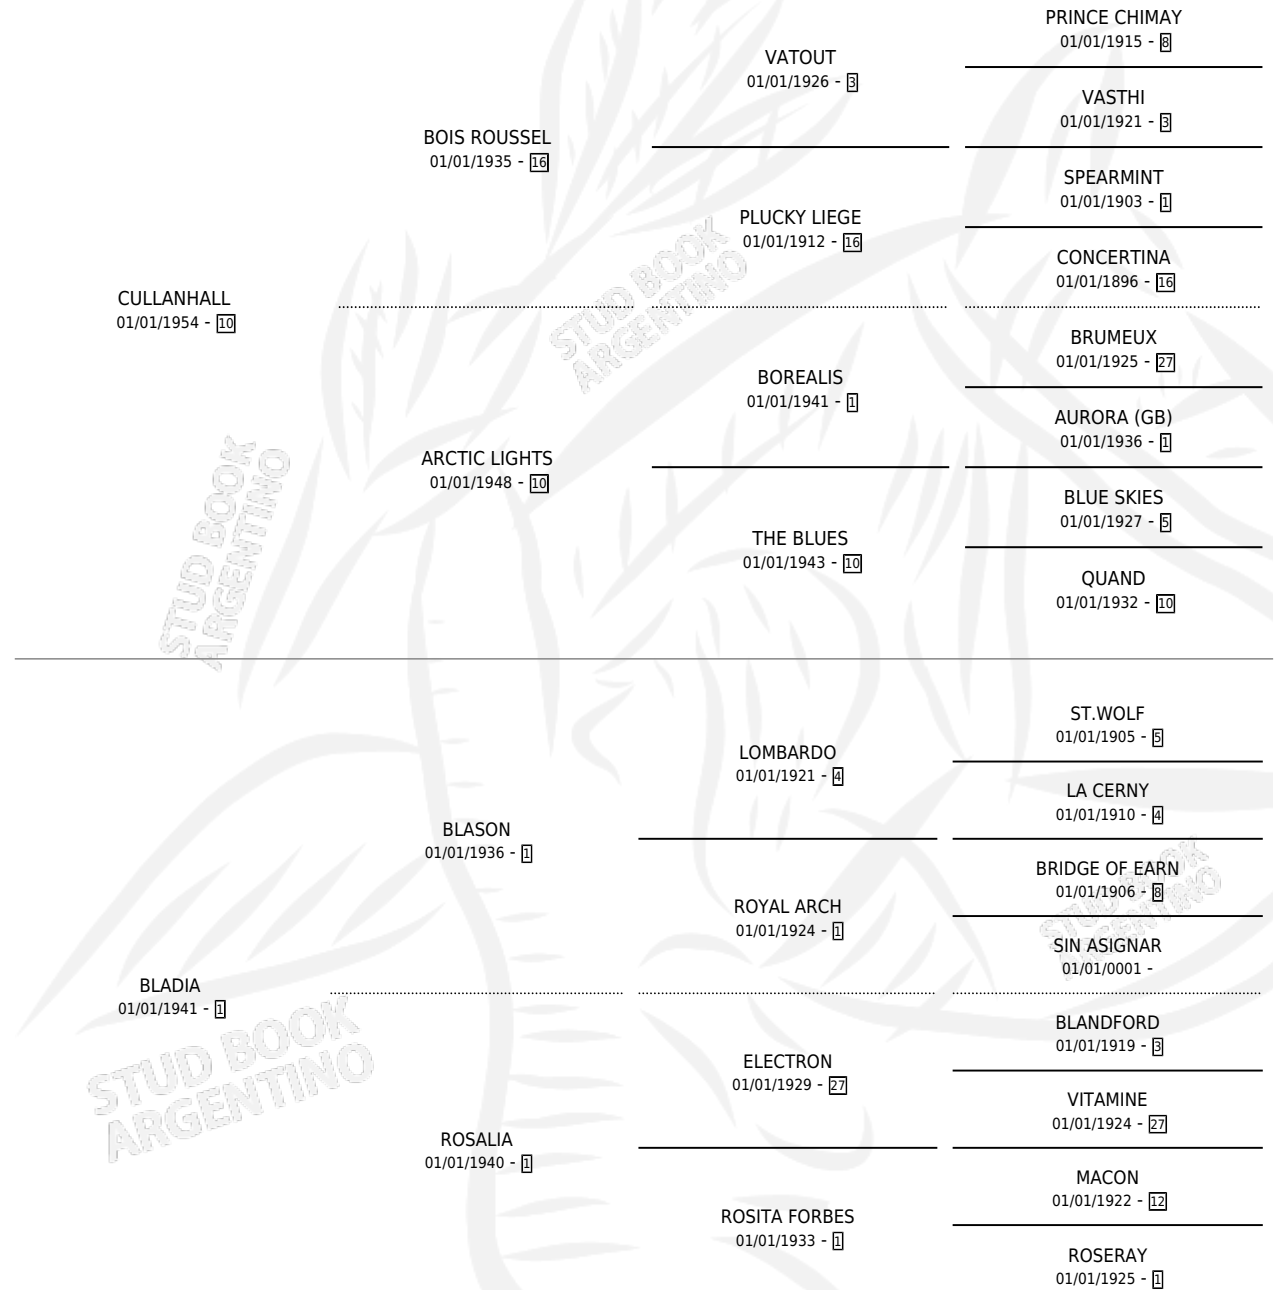 PRINCE CHIMAY
01/01/1915 - 8
VATOUT
01/01/1926 - 3
VASTHI
01/01/1921 - 3
BOIS ROUSSEL
01/01/1935 - 16
SPEARMINT
01/01/1903 - 1
PLUCKY LIEGE
01/01/1912 - 16
CONCERTINA
01/01/1896 - 16
CULLANHALL
01/01/1954 - 10
BRUMEUX
01/01/1925 - 27
BOREALIS
01/01/1941 - 1
AURORA (GB)
01/01/1936 - 1
ARCTIC LIGHTS
01/01/1948 - 10
BLUE SKIES
01/01/1927 - 5
THE BLUES
01/01/1943 - 10
QUAND
01/01/1932 - 10
ST.WOLF
01/01/1905 - 5
LOMBARDO
01/01/1921 - 4
LA CERNY
01/01/1910 - 4
BLASON
01/01/1936 - 1
BRIDGE OF EARN
01/01/1906 - 8
ROYAL ARCH
01/01/1924 - 1
SIN ASIGNAR
01/01/0001 -
BLADIA
01/01/1941 - 1
BLANDFORD
01/01/1919 - 3
ELECTRON
01/01/1929 - 27
VITAMINE
01/01/1924 - 27
ROSALIA
01/01/1940 - 1
MACON
01/01/1922 - 12
ROSITA FORBES
01/01/1933 - 1
ROSERAY
01/01/1925 - 1
STUD BOOK
ARGENTINO
STUD BOOK
ARGENTINO
STUD BOOK
ARGENTINO
STUD BOOK
ARGENTINO